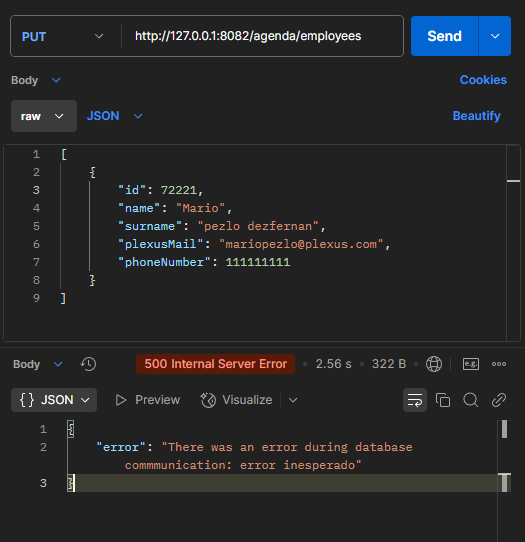 PUT http://127.0.0.1:8082/agenda/employees Send
Body Cookies
raw JSON Beautify
1 [
2 {
3 "id": 72221,
4 "name": "Mario",
5 "surname": "pezlo dezfernan",
6 "plexusMail": "mariopezlo@plexus.com",
7 "phoneNumber": 111111111
8 }
9 ]
Body 500 Internal Server Error • 2.56 s • 322 B e.g.
{} JSON Preview Visualize
1 {
2 "error": "There was an error during database
commmunication: error inesperado"
3 }